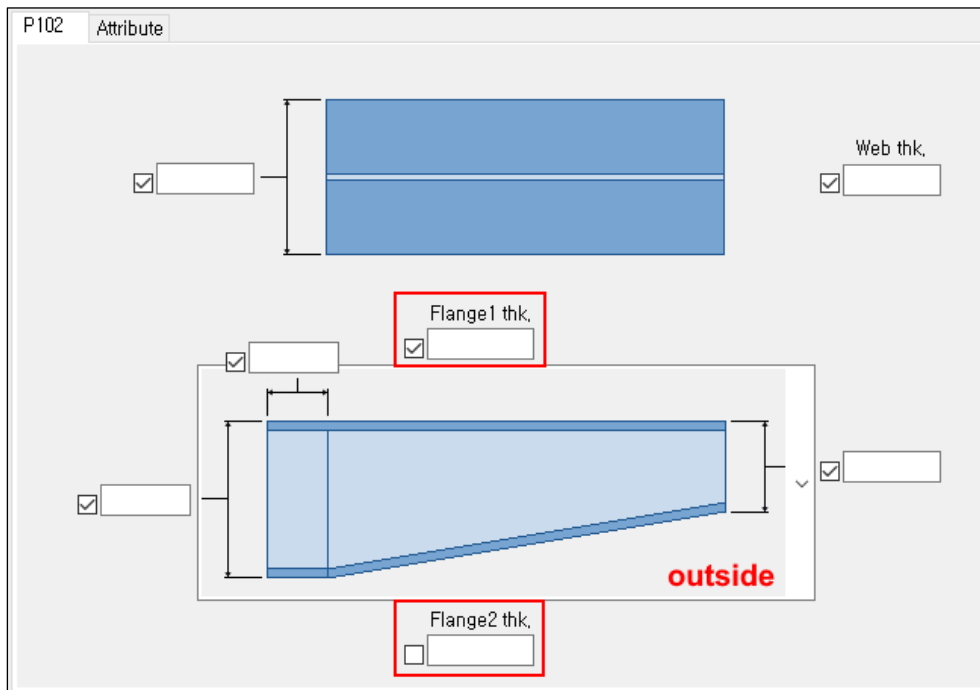 P102
Attribute
Web thk,
Flange1 thk,
outside
Flange2 thk,